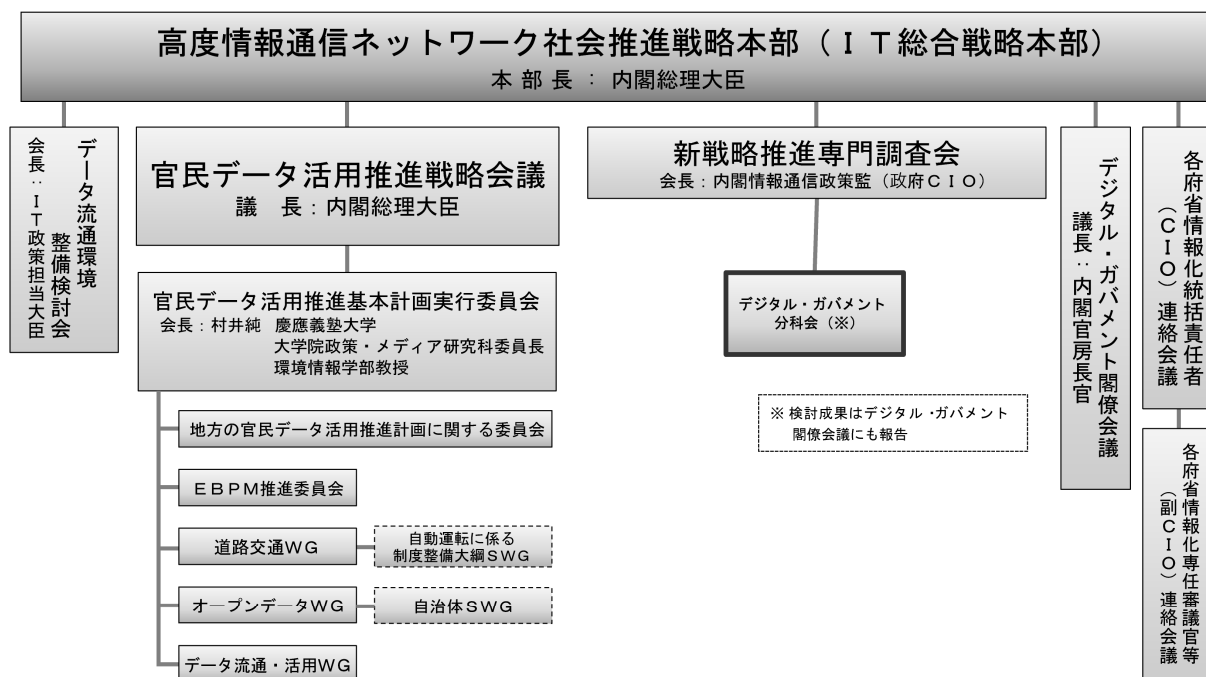 高度情報通信ネットワーク社会推進戦略本部（ＩＴ総合戦略本部）
本部長：内閣総理大臣
データ流通環境
整備検討会
会長：ＩＴ政策担当大臣
官民データ活用推進戦略会議
議　長：内閣総理大臣
官民データ活用推進基本計画実行委員会
会長：村井純　慶應義塾大学
大学院政策・メディア研究科委員長
環境情報学部教授
地方の官民データ活用推進計画に関する委員会
ＥＢＰＭ推進委員会
道路交通WG
自動運転に係る
制度整備大綱ＳＷＧ
オープンデータＷＧ
自治体ＳＷＧ
データ流通・活用WG
新戦略推進専門調査会
会長：内閣情報通信政策監（政府ＣＩＯ）
デジタル・ガバメント
分科会（※）
※ 検討成果はデジタル・ガバメント
閣僚会議にも報告
デジタル・ガバメント閣僚会議
議長：内閣官房長官
各府省情報化統括責任者
（ＣＩＯ）連絡会議
各府省情報化専任審議官等
（副ＣＩＯ）連絡会議